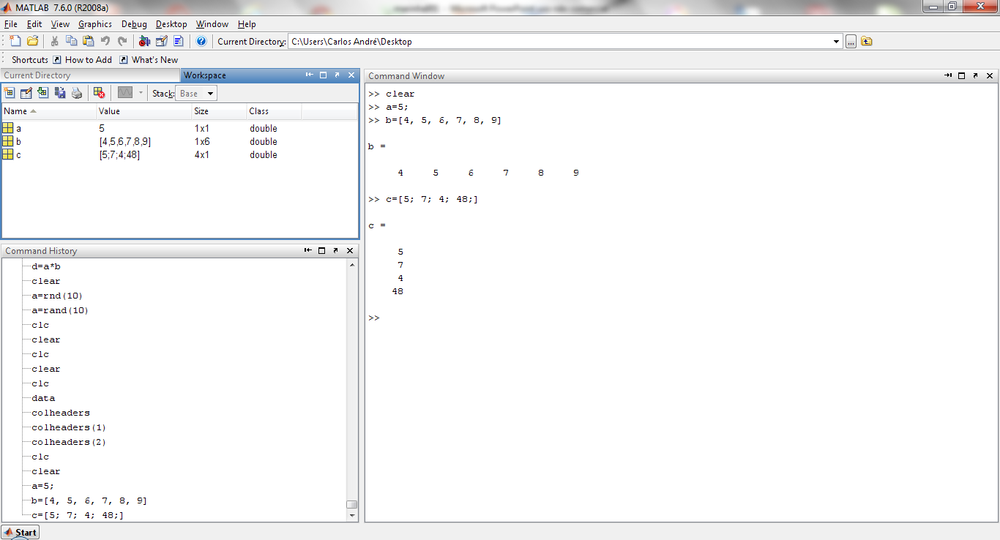 MATLAB 7.6.0 (R2008a)
File Edit View Graphics Debug Desktop Window Help
Current Directory: C:\Users\Carlos André\Desktop ...
Shortcuts How to Add What's New
Current Directory Workspace
Stack: Base
Name Value Size Class
a 5 1x1 double
b [4,5,6,7,8,9] 1x6 double
c [5;7;4;48] 4x1 double
Command History
d=a*b
clear
a=rnd(10)
a=rand(10)
clc
clear
clc
clear
clc
data
colheaders
colheaders(1)
colheaders(2)
clc
clear
a=5;
b=[4, 5, 6, 7, 8, 9]
c=[5; 7; 4; 48;]
Command Window
>> clear
>> a=5;
>> b=[4, 5, 6, 7, 8, 9]
b =
4 5 6 7 8 9
>> c=[5; 7; 4; 48;]
c =
5
7
4
48
>>
Start